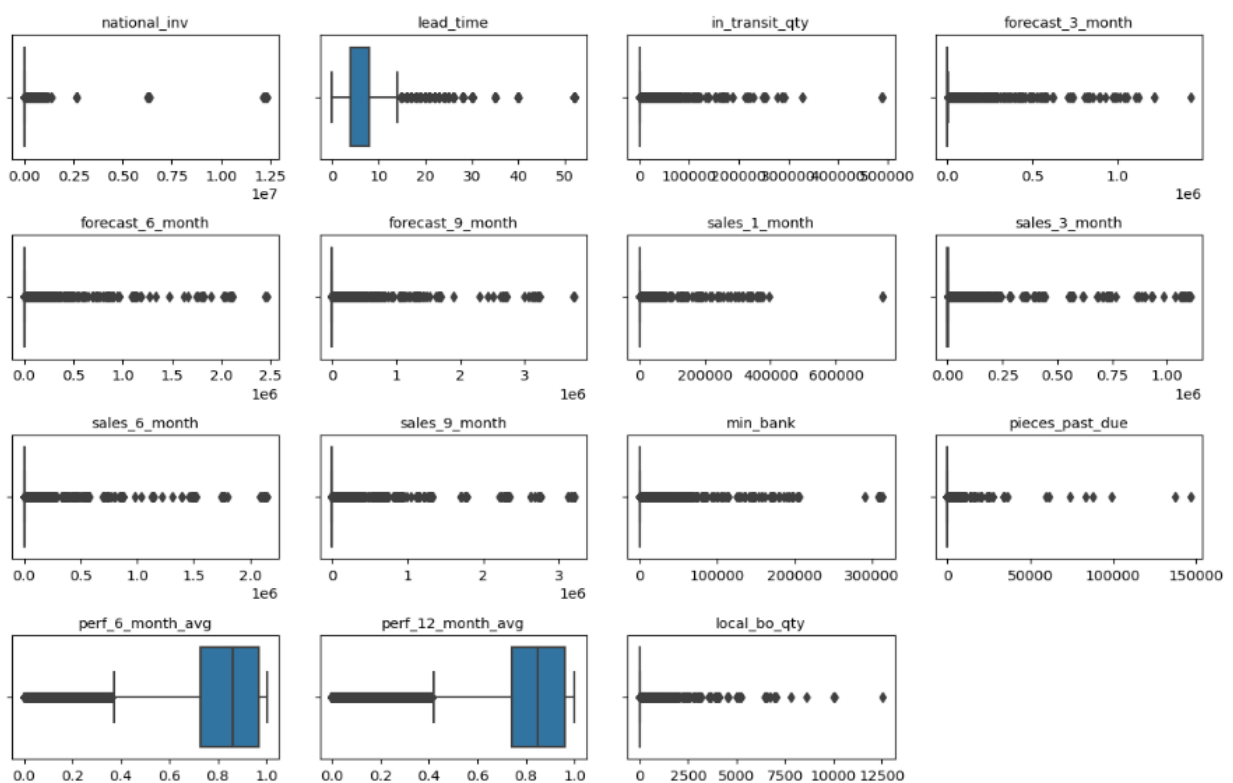 national_inv lead_time in_transit_qty forecast_3_month
0.00 0.25 0.50 0.75 1.00 1.25 0 10 20 30 40 50 0 100000 200000 300000 400000 500000 0.0 0.5 1.0
1e7 1e6
forecast_6_month forecast_9_month sales_1_month sales_3_month
0.0 0.5 1.0 1.5 2.0 2.5 0 1 2 3 0 200000 400000 600000 0.00 0.25 0.50 0.75 1.00
1e6 1e6 1e6
sales_6_month sales_9_month min_bank pieces_past_due
0.0 0.5 1.0 1.5 2.0 0 1 2 3 0 100000 200000 300000 0 50000 100000 150000
1e6 1e6
perf_6_month_avg perf_12_month_avg local_bo_qty
0.0 0.2 0.4 0.6 0.8 1.0 0.0 0.2 0.4 0.6 0.8 1.0 0 2500 5000 7500 10000 12500